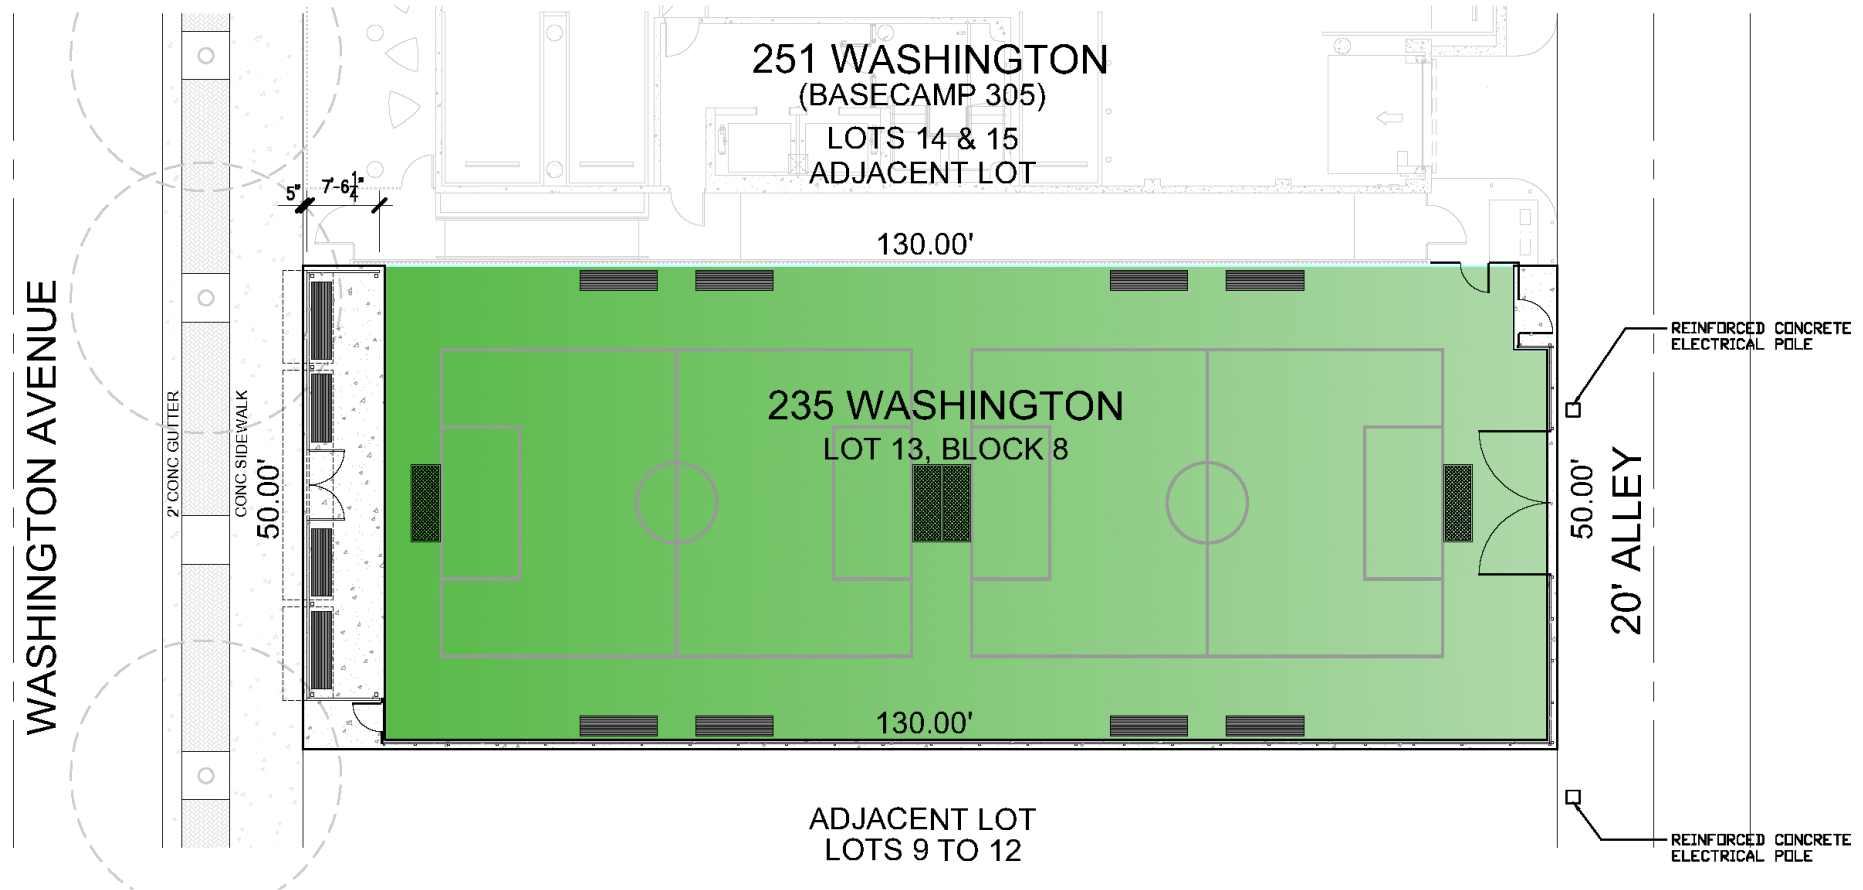 251 WASHINGTON
(BASECAMP 305)
LOTS 14 & 15
ADJACENT LOT
5"
7'-6 1/4"
130.00'
WASHINGTON AVENUE
2' CONC GUTTER
CONC SIDEWALK
50.00'
235 WASHINGTON
LOT 13, BLOCK 8
130.00'
50.00'
20' ALLEY
REINFORCED CONCRETE
ELECTRICAL POLE
ADJACENT LOT
LOTS 9 TO 12
REINFORCED CONCRETE
ELECTRICAL POLE